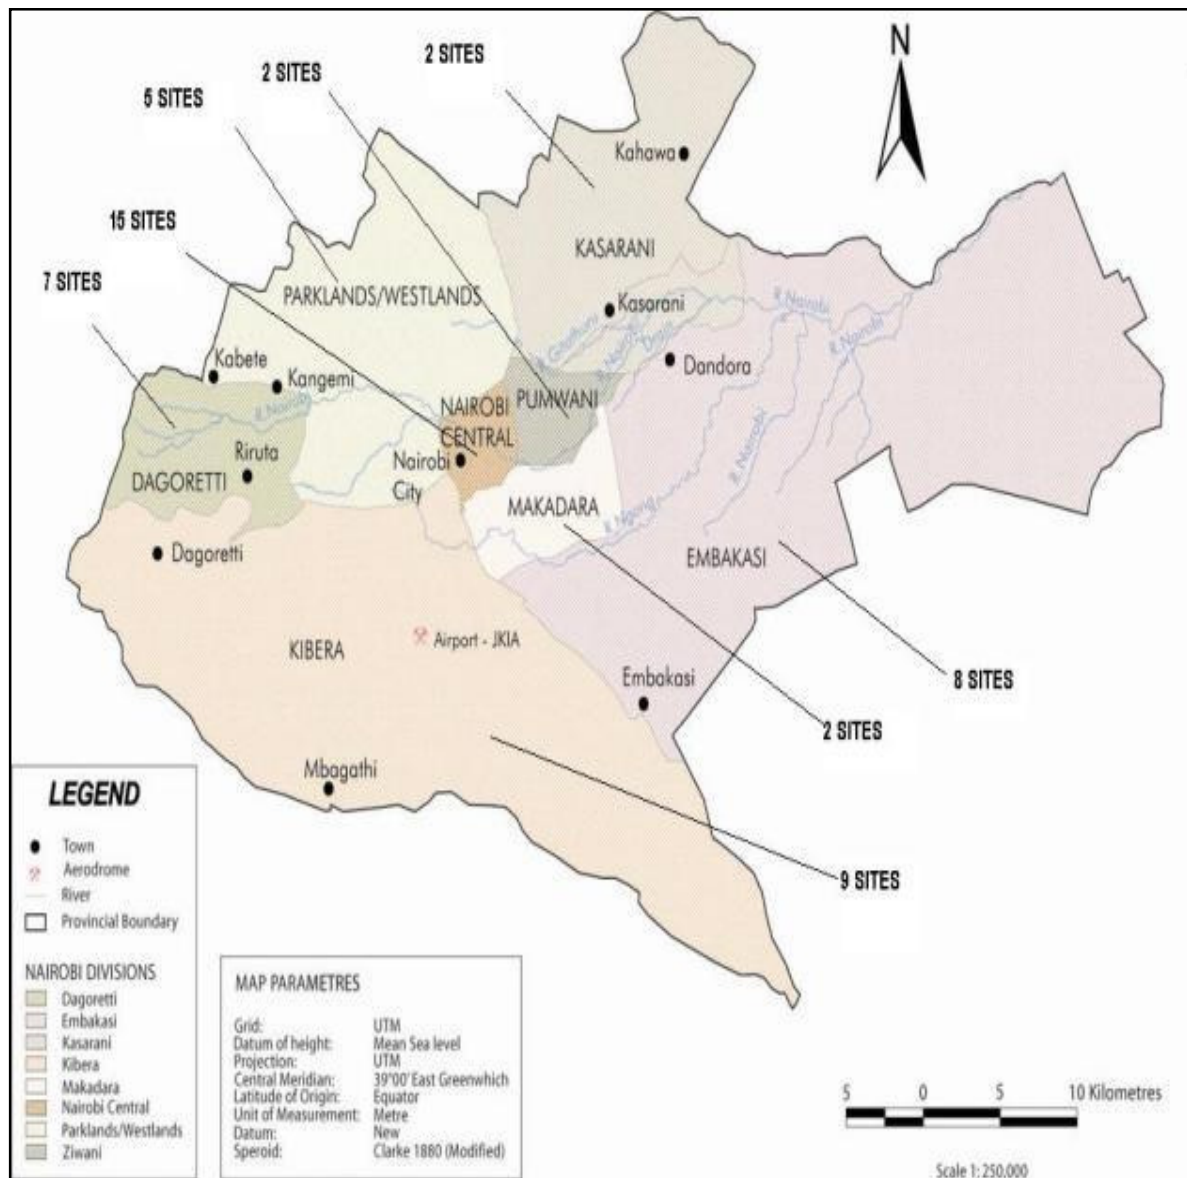 N
2 SITES
2 SITES
5 SITES
15 SITES
7 SITES
Kahawa
KASARANI
PARKLANDS/WESTLANDS
Kasarani
R.Nairobi
R.Nairobi
Kabete
Kangemi
Dandora
R.Nairobi
NAIROBI
CENTRAL
PUMWANI
R.Nairobi
Riruta
DAGORETTI
Nairobi
City
MAKADARA
R.Ngong
EMBAKASI
Dagoretti
KIBERA
Airport - JKIA
Embakasi
8 SITES
2 SITES
Mbagathi
9 SITES
LEGEND
Town
Aerodrome
River
Provincial Boundary
NAIROBI DIVISIONS
Dagoretti
Embakasi
Kasarani
Kibera
Makadara
Nairobi Central
Parklands/Westlands
Ziwani
MAP PARAMETRES
Grid: UTM
Datum of height: Mean Sea level
Projection: UTM
Central Meridian: 39°00' East Greenwhich
Latitude of Origin: Equator
Unit of Measurement: Metre
Datum: New
Speroid: Clarke 1880 (Modified)
5 0 5 10 Kilometres
Scale 1: 250,000